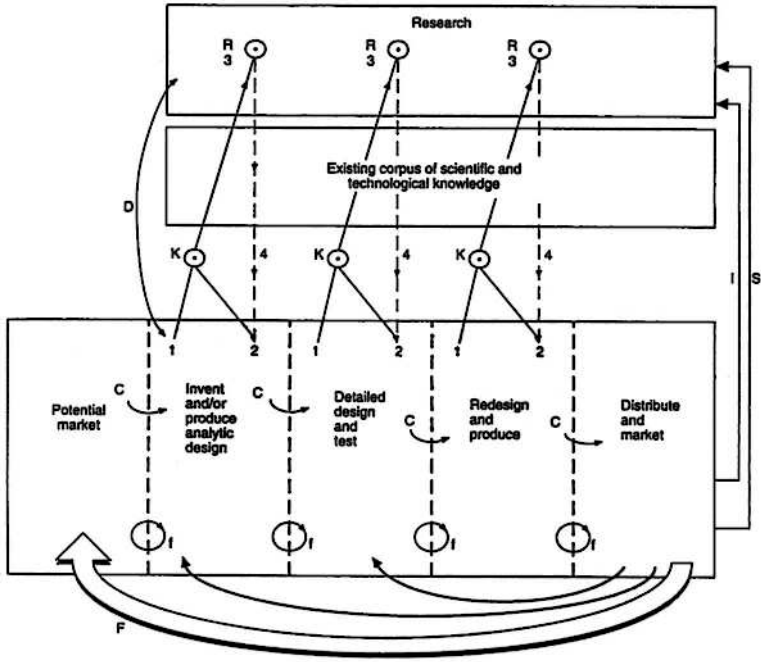 Research
R
3
R
3
R
3
Existing corpus of scientific and
technological knowledge
D
K
4
K
4
K
4
I
S
1
2
1
2
1
2
Potential
market
C
Invent
and/or
produce
analytic
design
C
Detailed
design
and
test
C
Redesign
and
produce
C
Distribute
and
market
f
f
f
f
F